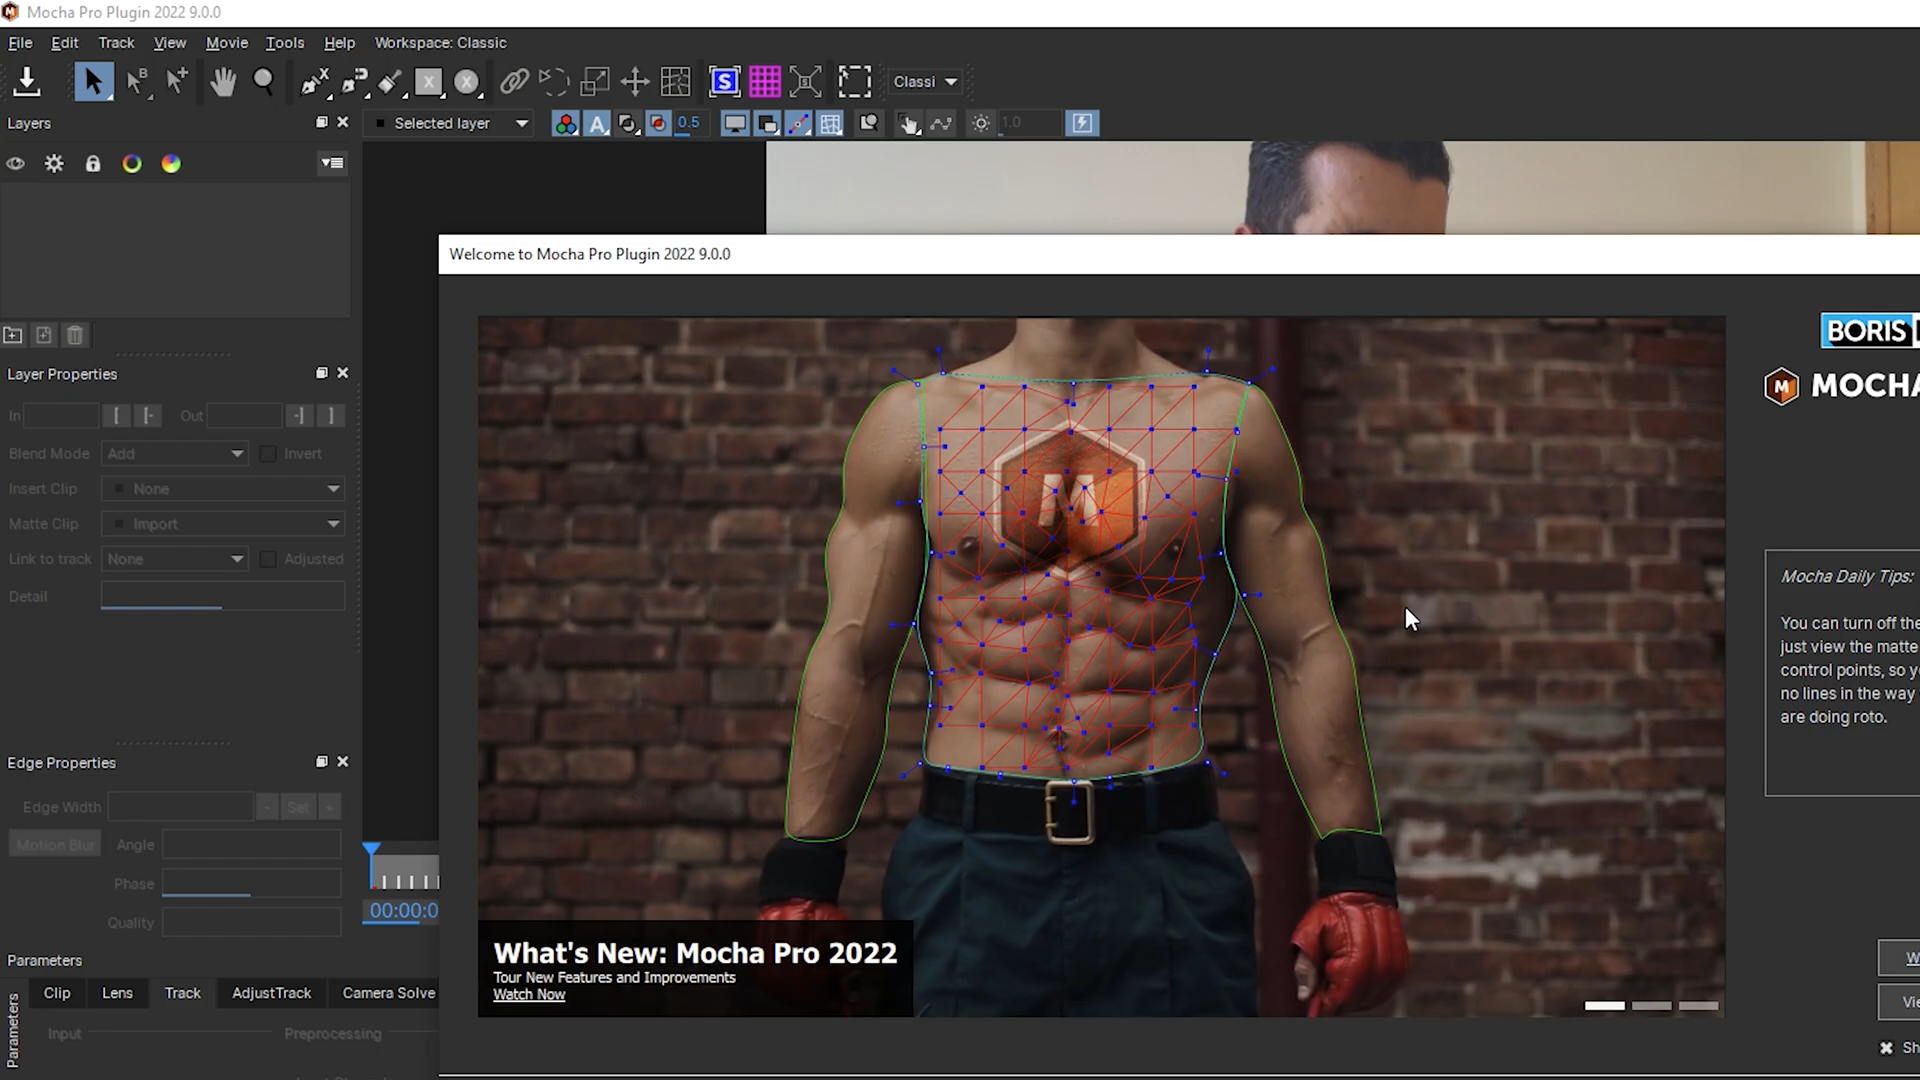 Mocha Pro Plugin 2022 9.0.0
File Edit Track View Movie Tools Help Workspace: Classic
Classi
Layers
Selected layer
A
0.5
1.0
Welcome to Mocha Pro Plugin 2022 9.0.0
BORIS
MOCHA
M
Layer Properties
In
Out
Blend Mode Add Invert
Insert Clip None
Matte Clip Import
Link to track None Adjusted
Detail
Mocha Daily Tips:
You can turn off the
just view the matte
control points, so
no lines in the way
are doing roto.
Edge Properties
Edge Width - Set +
Motion Blur Angle
Phase
Quality
00:00:0
What's New: Mocha Pro 2022
Tour New Features and Improvements
Watch Now
Parameters
Clip Lens Track AdjustTrack Camera Solve
Parameters
Input Preprocessing